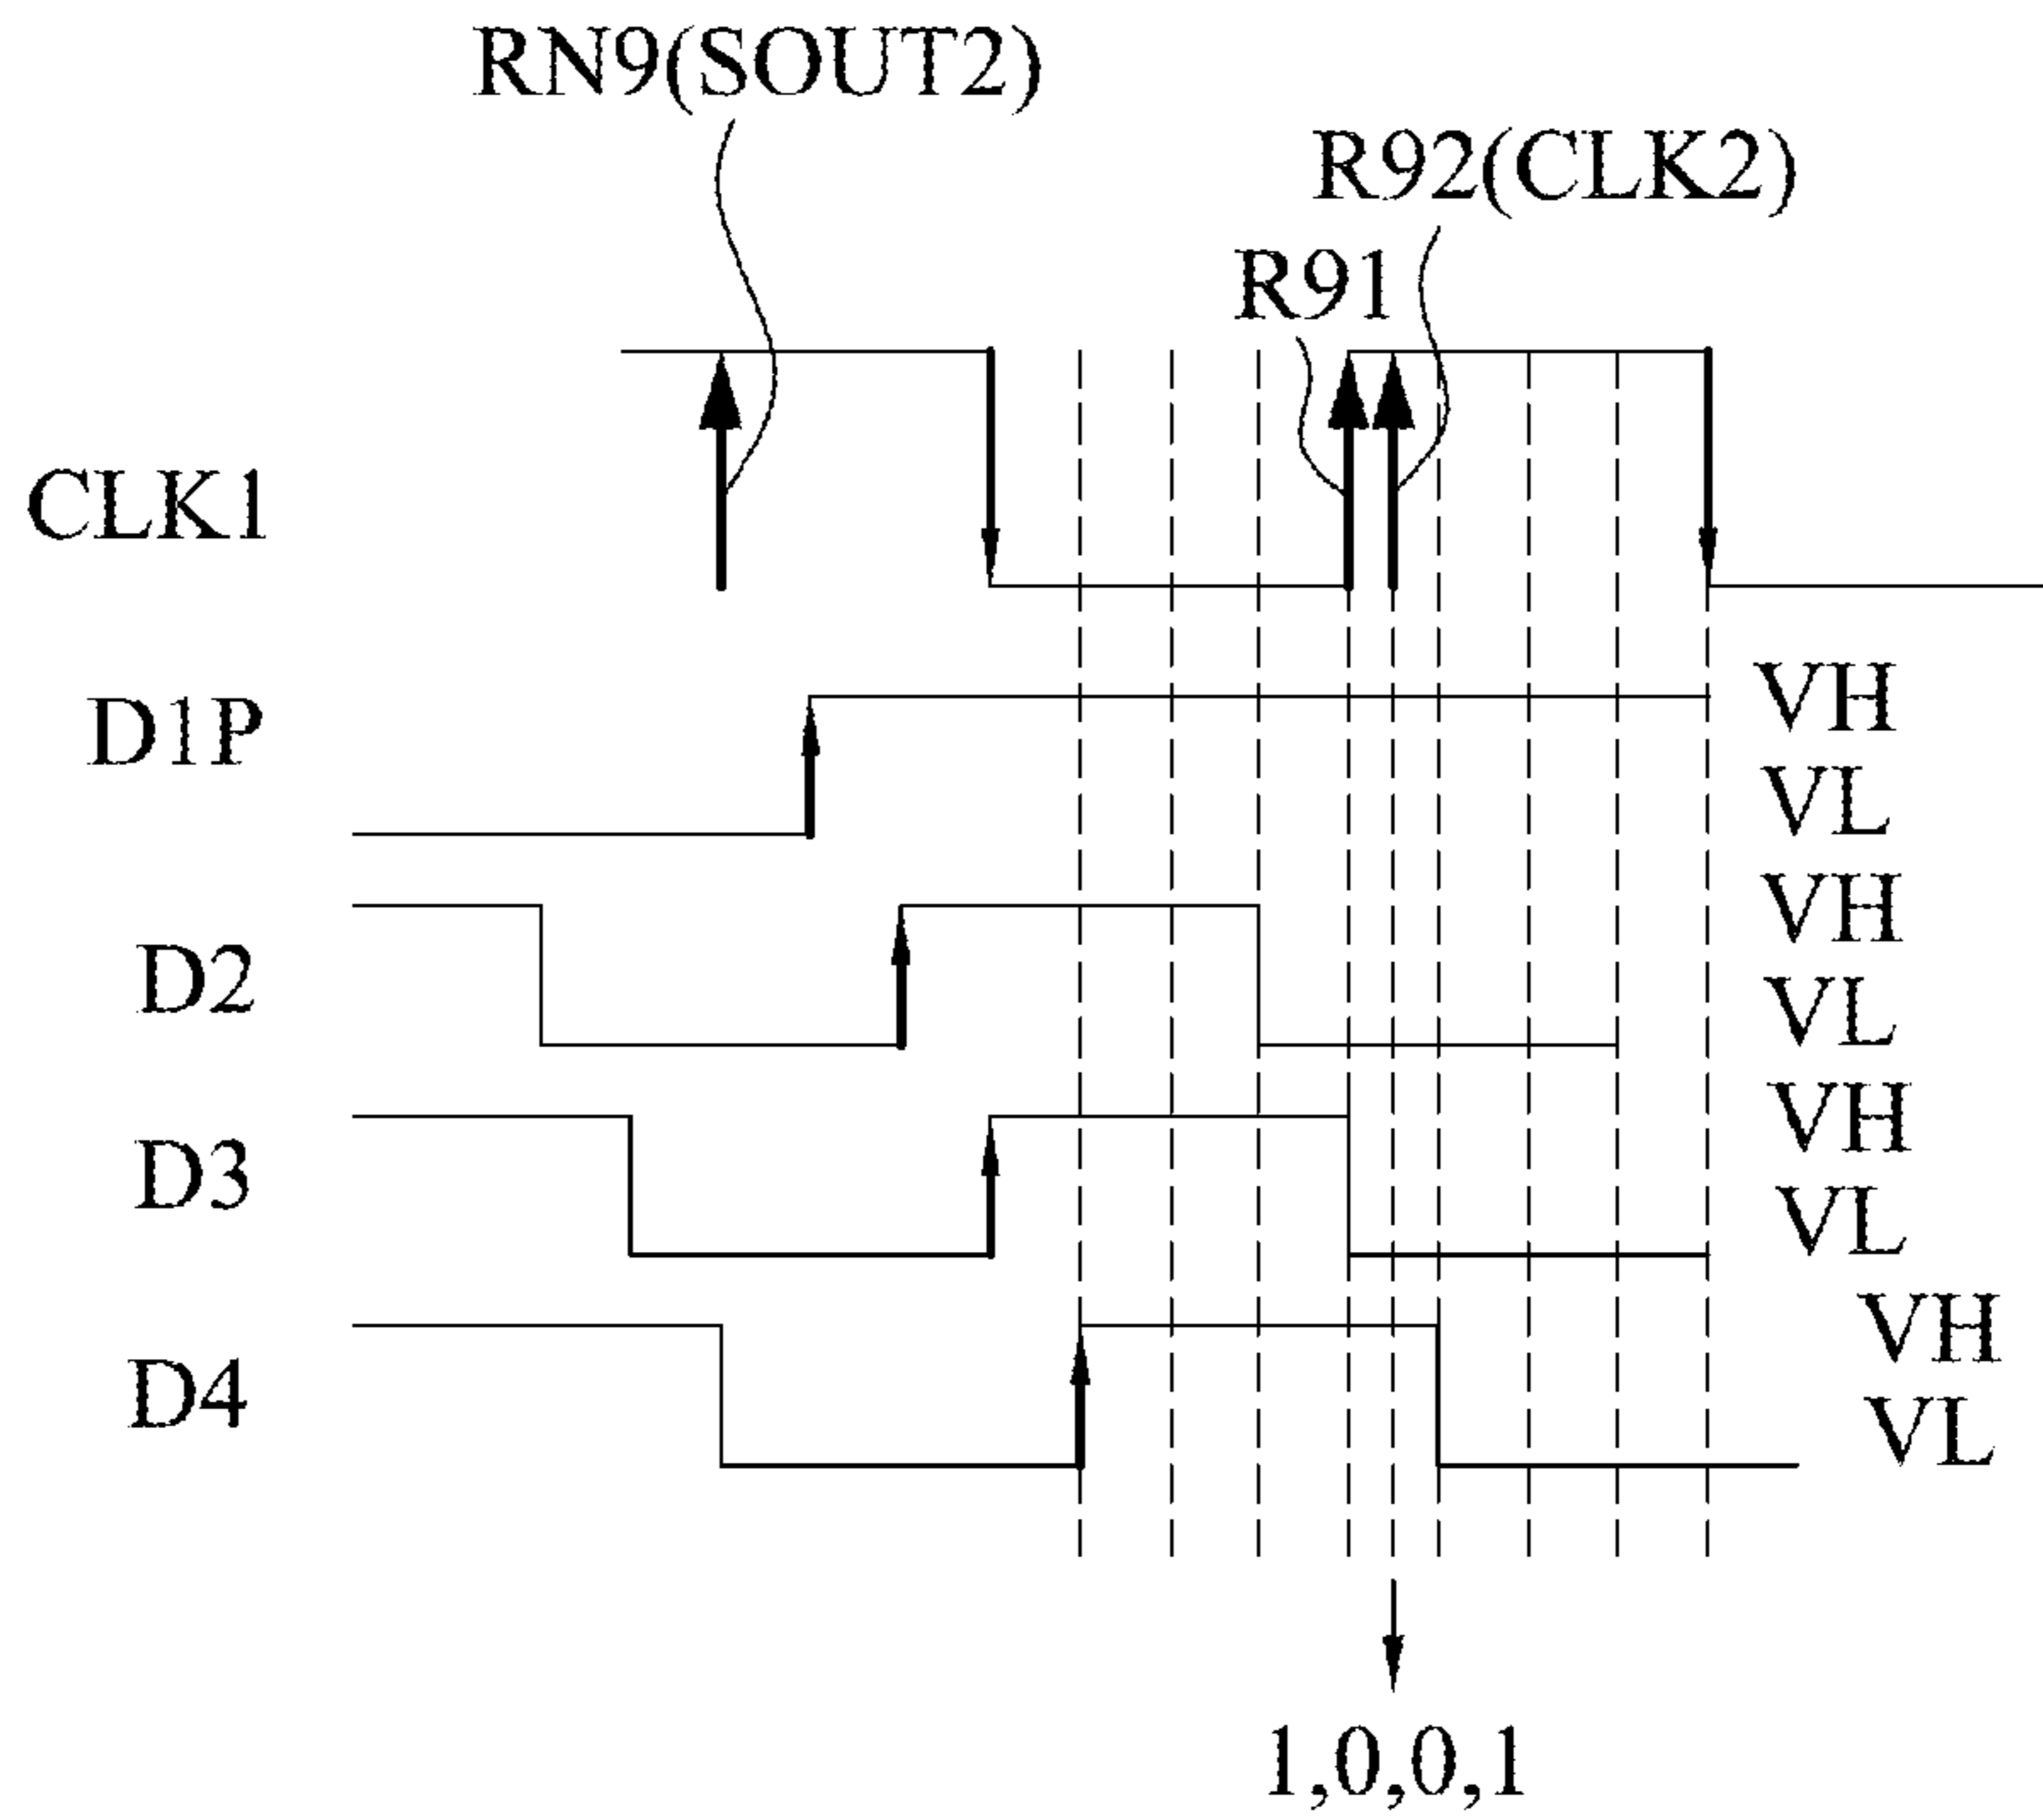 RN9(SOUT2)
R92(CLK2)
R91
CLK1
D1P
VH
VL
D2
VH
VL
D3
VH
VL
D4
VH
VL
1,0,0,1